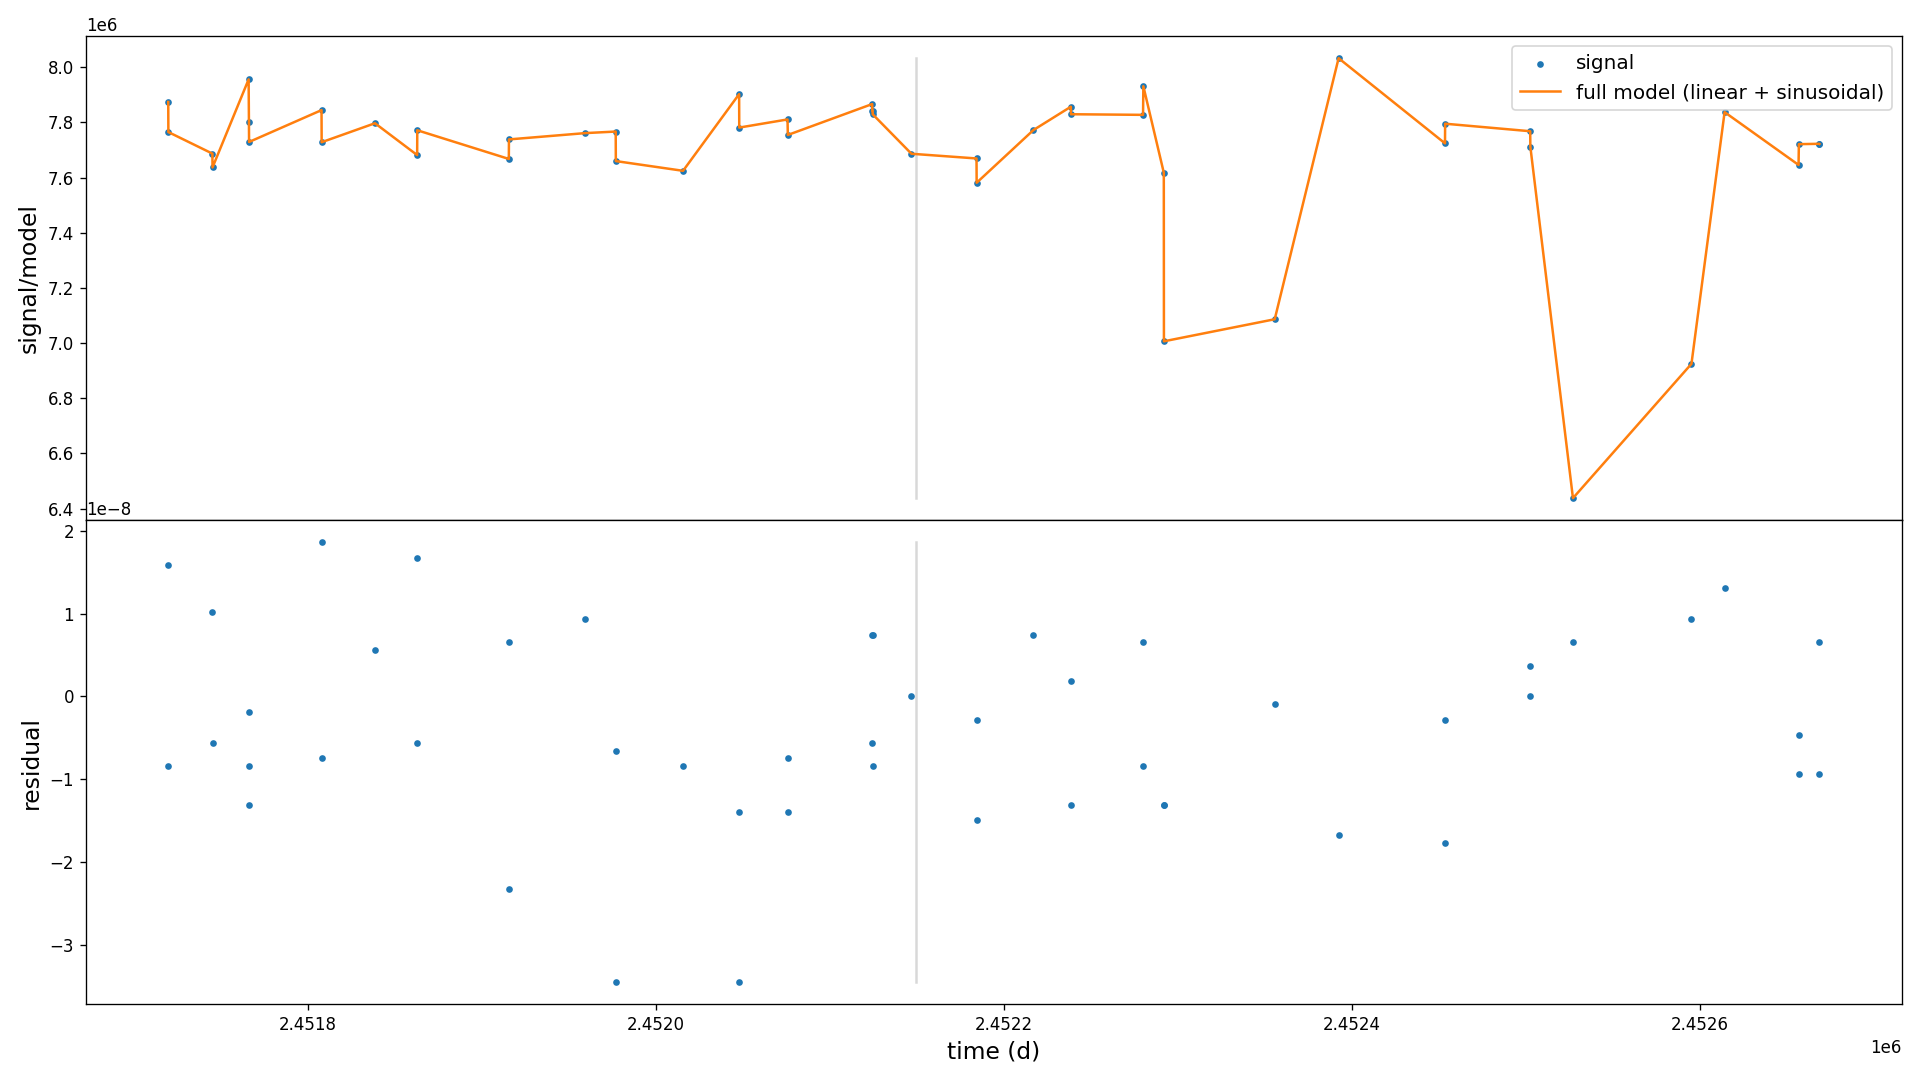 1e6
8.0
7.8
7.6
7.4
7.2
7.0
6.8
6.6
6.4
signal/model
signal
full model (linear + sinusoidal)
1e−8
2
1
0
−1
−2
−3
residual
2.4518
2.4520
2.4522
2.4524
2.4526
time (d)
1e6